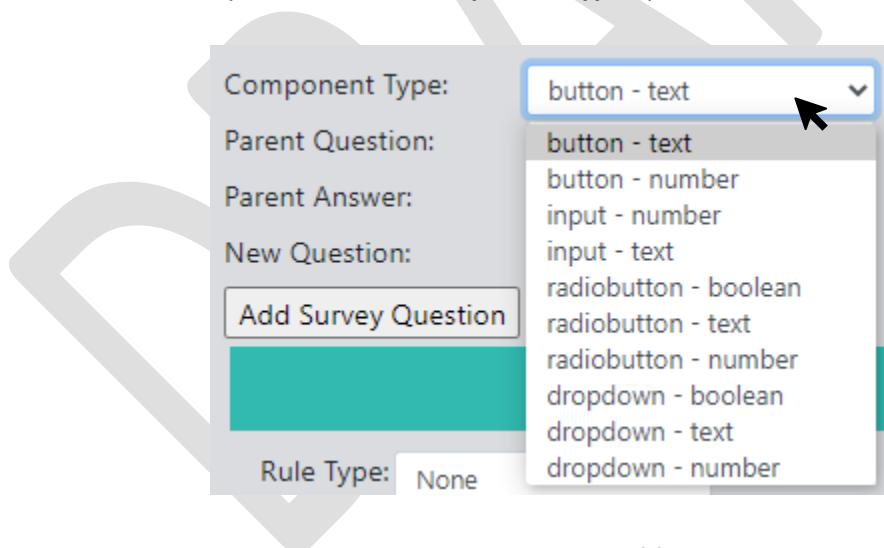 Component Type:
button - text
Parent Question:
Parent Answer:
New Question:
Add Survey Question
button - text
button - number
input - number
input - text
radiobutton - boolean
radiobutton - text
radiobutton - number
dropdown - boolean
dropdown - text
dropdown - number
Rule Type:
None